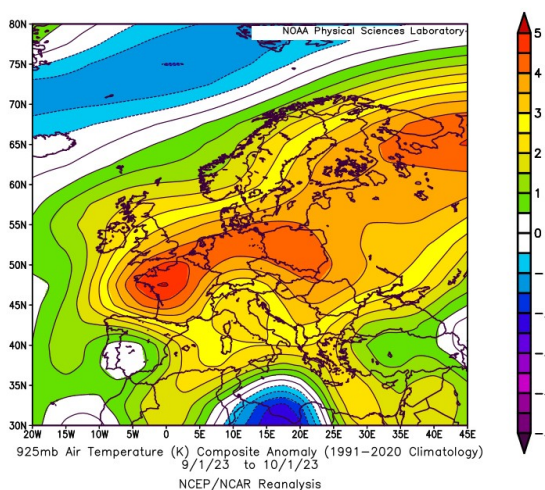 80N
NOAA Physical Sciences Laboratory
75N
70N
65N
60N
55N
50N
45N
40N
35N
30N
20W 15W 10W 5W 0 5E 10E 15E 20E 25E 30E 35E 40E 45E
5
4
3
2
1
0
925mb Air Temperature (K) Composite Anomaly (1991-2020 Climatology)
9/1/23 to 10/1/23
NCEP/NCAR Reanalysis